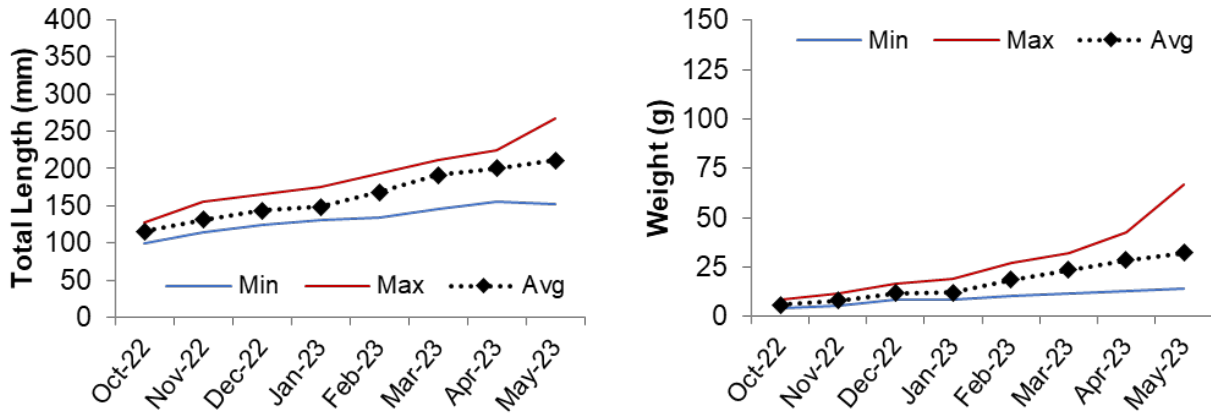 Total Length (mm)
400
350
300
250
200
150
100
50
0
Min Max Avg
Oct-22 Nov-22 Dec-22 Jan-23 Feb-23 Mar-23 Apr-23 May-23
Weight (g)
150
125
100
75
50
25
0
Min Max Avg
Oct-22 Nov-22 Dec-22 Jan-23 Feb-23 Mar-23 Apr-23 May-23